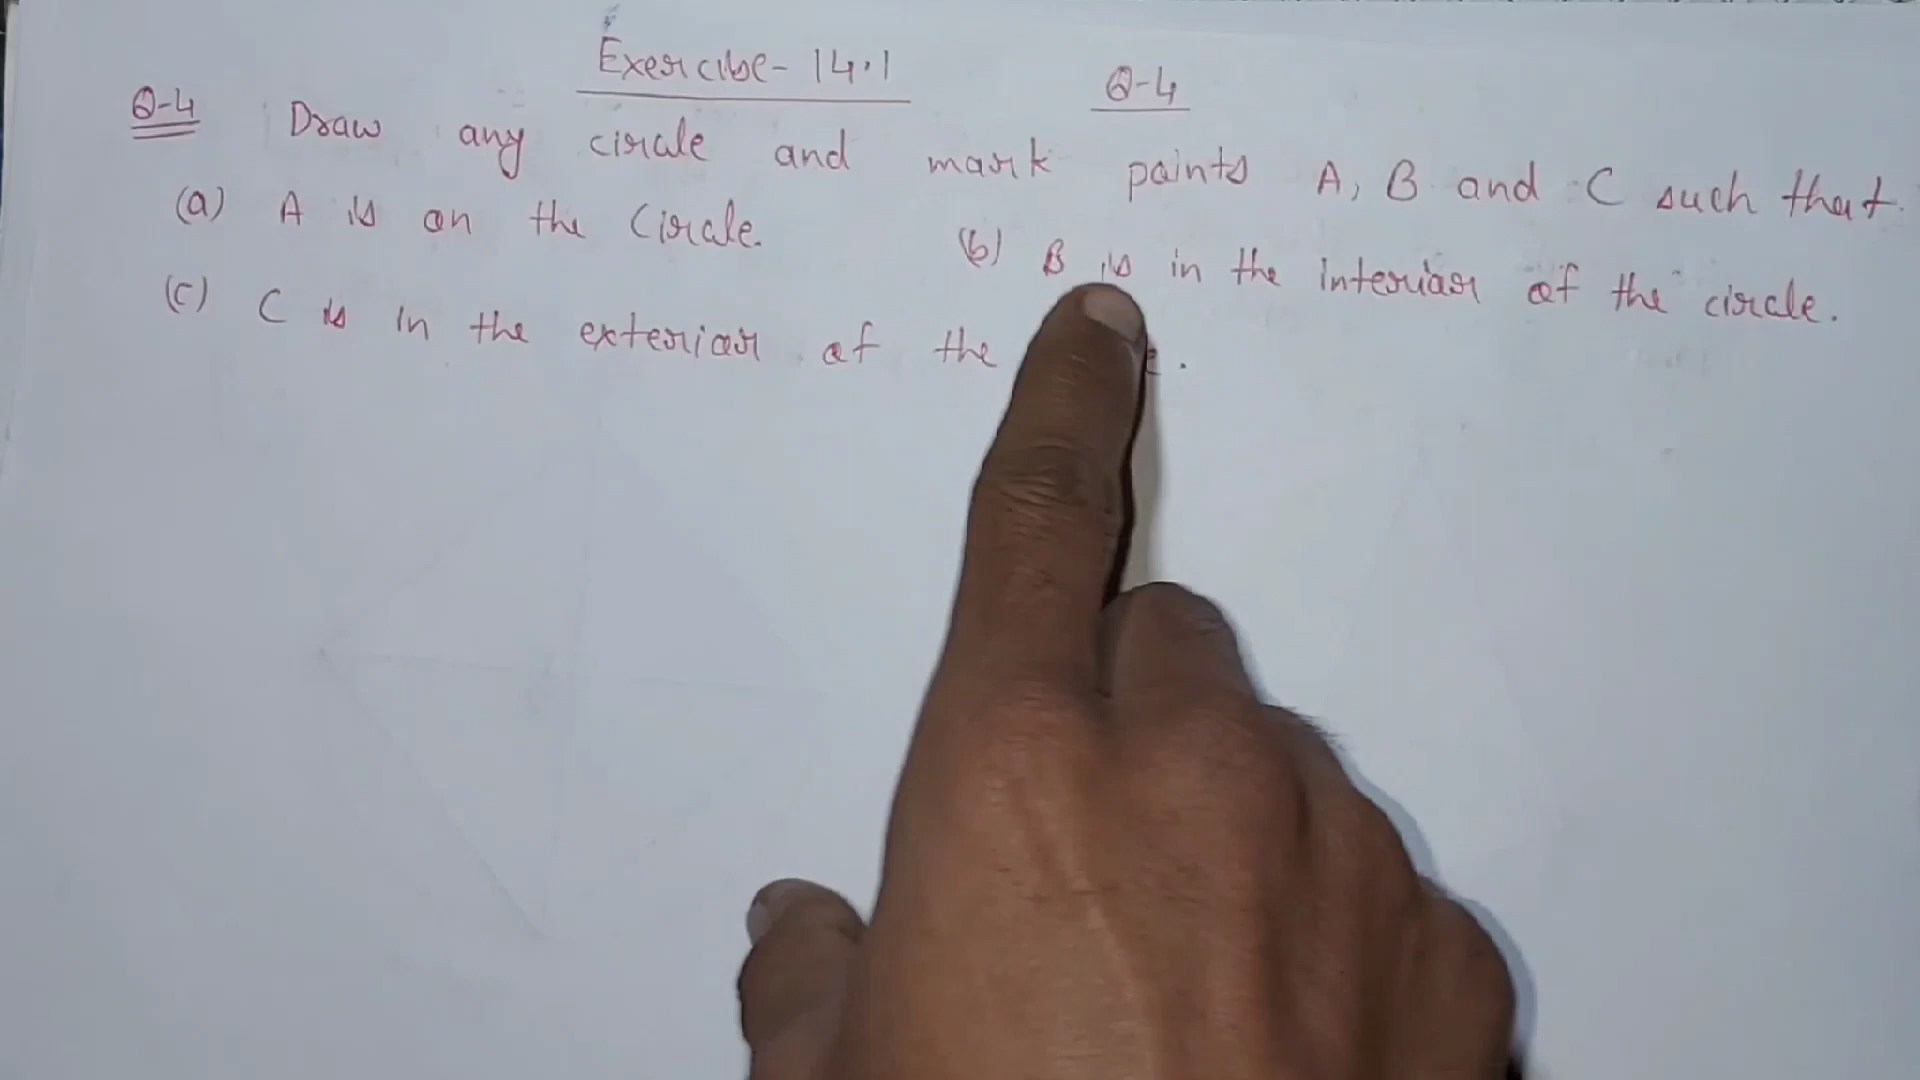 Exercise-14.1 Q-4
Q-4 Draw any circle and mark points A, B and C such that
(a) A is on the Circle. (b) B is in the interior of the circle.
(c) C is in the exterior of the